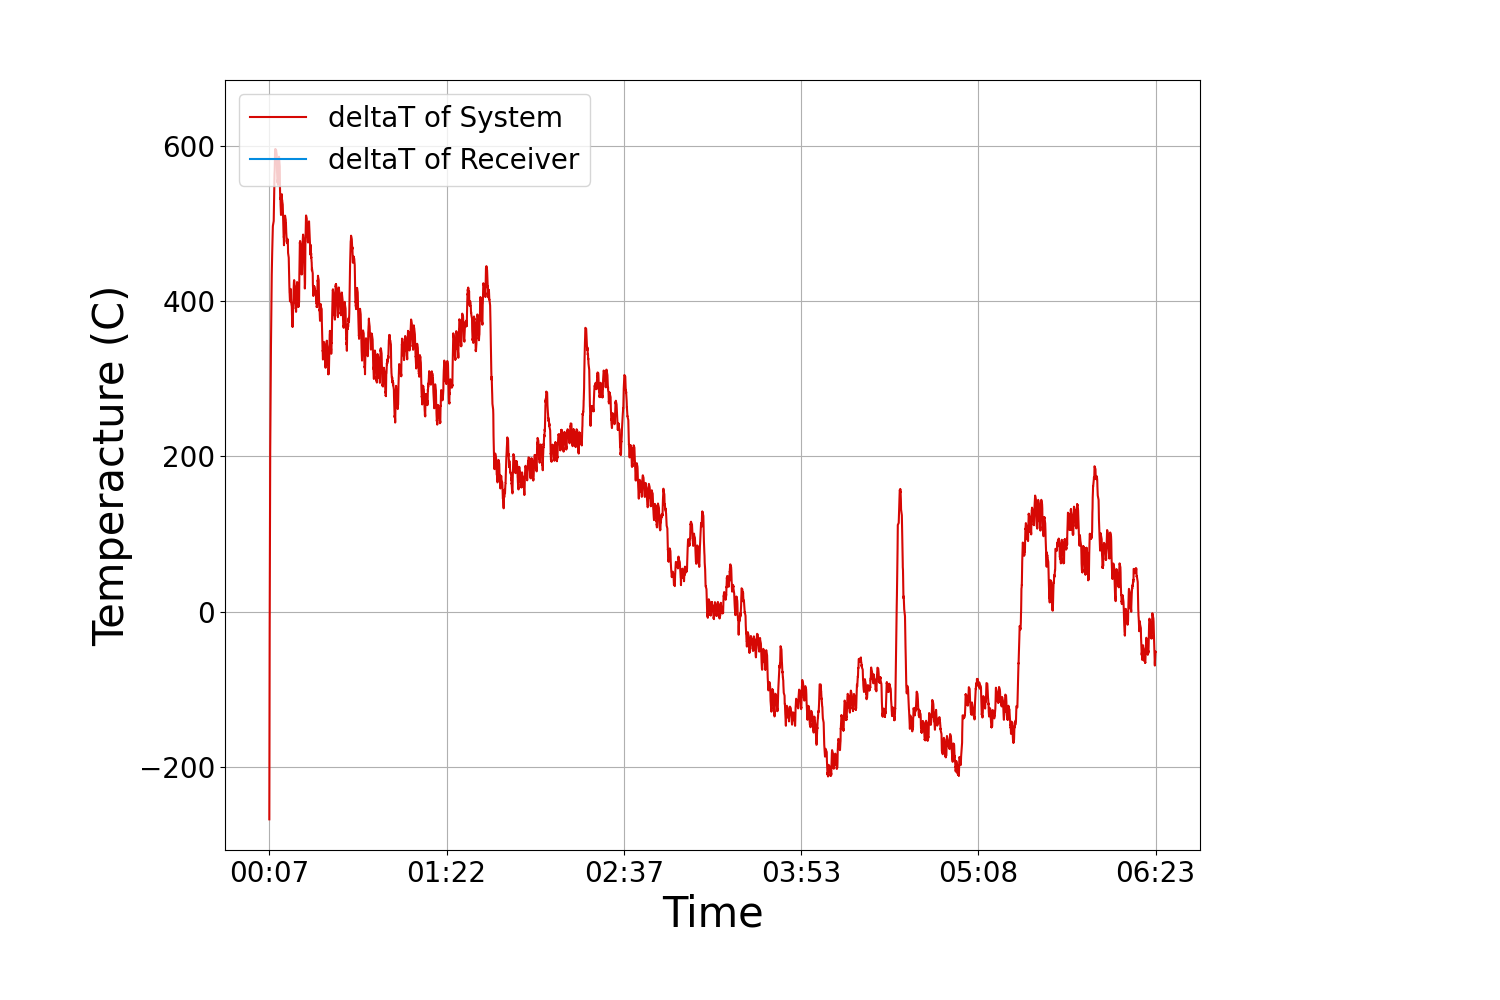 deltaT of System
deltaT of Receiver
600
400
200
0
−200
Temperacture (C)
00:07 01:22 02:37 03:53 05:08 06:23
Time